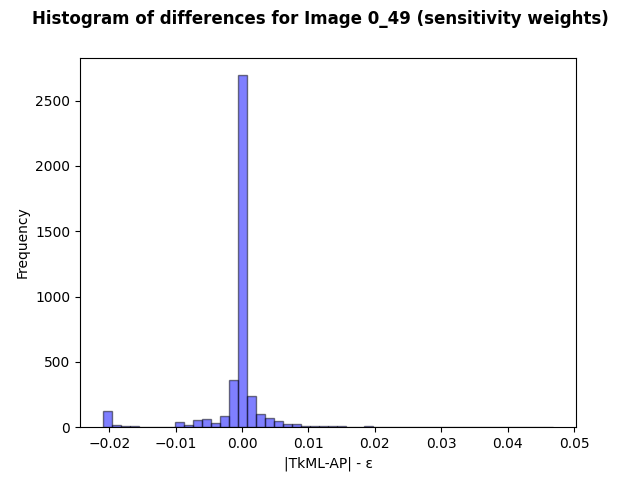 Histogram of differences for Image 0_49 (sensitivity weights)
2500
2000
1500
1000
500
0
Frequency
−0.02 −0.01 0.00 0.01 0.02 0.03 0.04 0.05
|TkML-AP| - ε